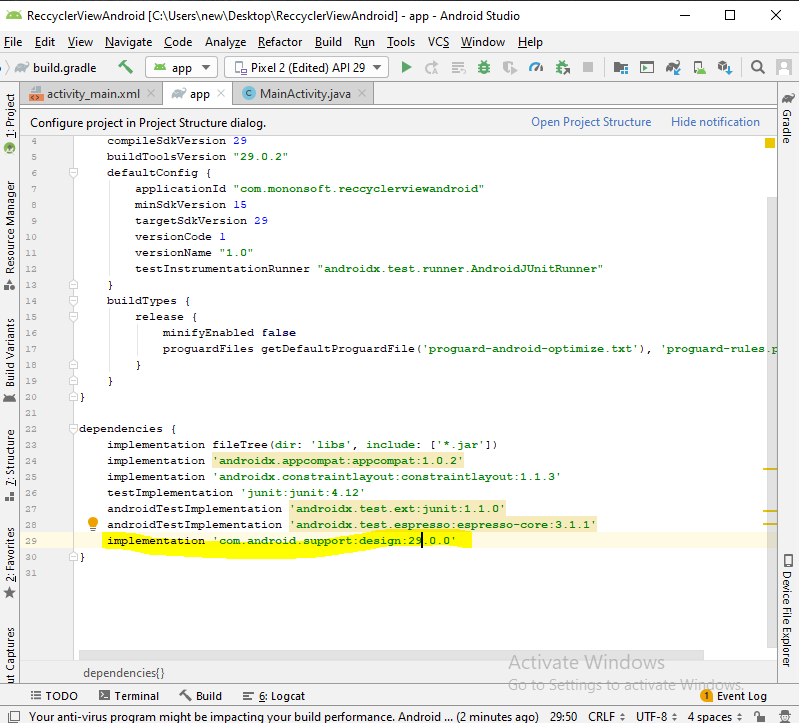 ReccyclerViewAndroid [C:\Users\new\Desktop\ReccyclerViewAndroid] - app - Android Studio
File Edit View Navigate Code Analyze Refactor Build Run Tools VCS Window Help
build.gradle app Pixel 2 (Edited) API 29
activity_main.xml app MainActivity.java
Configure project in Project Structure dialog. Open Project Structure Hide notification
4 compileSdkVersion 29
5 buildToolsVersion "29.0.2"
6 defaultConfig {
7 applicationId "com.mononsoft.reccyclerviewandroid"
8 minSdkVersion 15
9 targetSdkVersion 29
10 versionCode 1
11 versionName "1.0"
12 testInstrumentationRunner "androidx.test.runner.AndroidJUnitRunner"
13 }
14 buildTypes {
15 release {
16 minifyEnabled false
17 proguardFiles getDefaultProguardFile('proguard-android-optimize.txt'), 'proguard-rules.p
18 }
19 }
20 }
21
22 dependencies {
23 implementation fileTree(dir: 'libs', include: ['*.jar'])
24 implementation 'androidx.appcompat:appcompat:1.0.2'
25 implementation 'androidx.constraintlayout:constraintlayout:1.1.3'
26 testImplementation 'junit:junit:4.12'
27 androidTestImplementation 'androidx.test.ext:junit:1.1.0'
28 androidTestImplementation 'androidx.test.espresso:espresso-core:3.1.1'
29 implementation 'com.android.support:design:29.0.0'
30 }
31
dependencies{}
1: Project
Resource Manager
Build Variants
7: Structure
2: Favorites
ut Captures
Gradle
Device File Explorer
Activate Windows
Go to Settings to activate Windows.
TODO Terminal Build 6: Logcat 1 Event Log
Your anti-virus program might be impacting your build performance. Android ... (2 minutes ago) 29:50 CRLF UTF-8 4 spaces